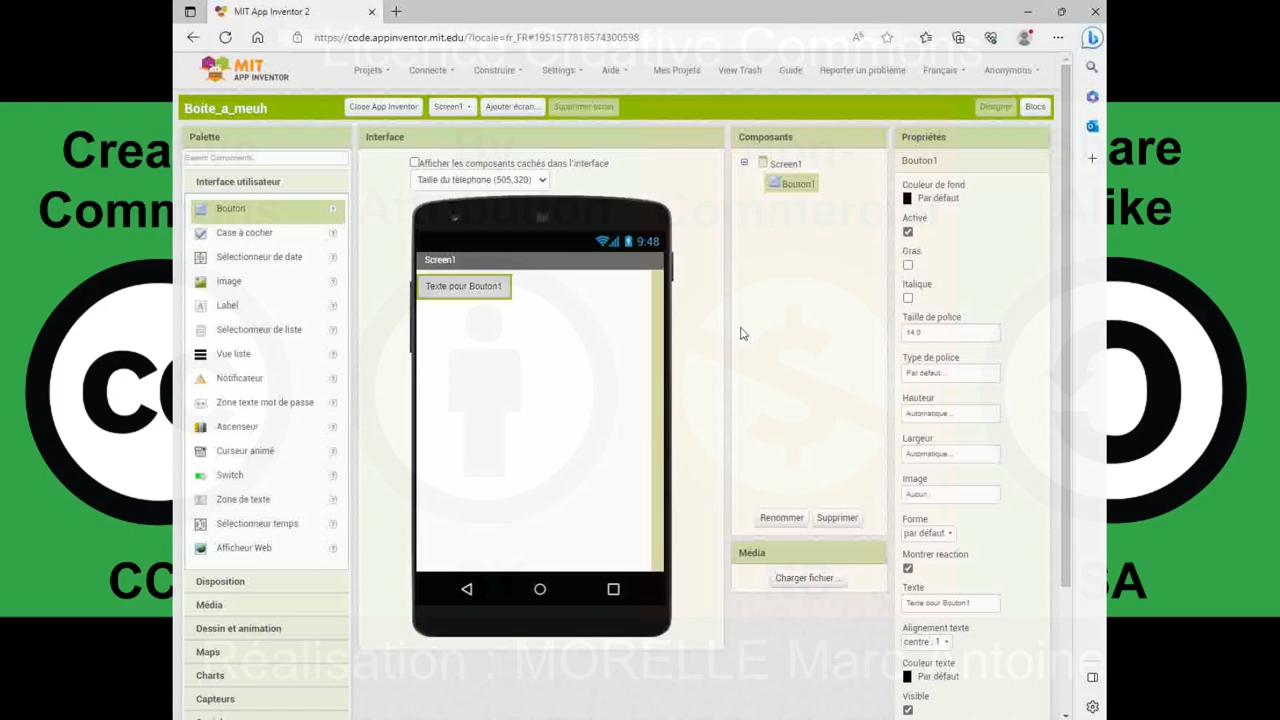 MIT App Inventor 2
https://code.appinventor.mit.edu/?locale=fr_FR#1951577818574300598
Licence Creative Commons
MIT
APP INVENTOR
Projets
Connecte
Construire
Settings
Aide
Mes Projets
View Trash
Guide
Reporter un problème
Français
Anonymous
Boite_a_meuh
Close App Inventor
Screen1
Ajouter écran...
Supprimer écran
Designer
Blocs
Palette
Interface
Composants
Propriétés
Search Components...
Afficher les composants cachés dans l'interface
Taille du téléphone (505,320)
Interface utilisateur
Bouton
Case à cocher
Sélectionneur de date
Image
Label
Sélectionneur de liste
Vue liste
Notificateur
Zone texte mot de passe
Ascenseur
Curseur animé
Switch
Zone de texte
Sélectionneur temps
Afficheur Web
Disposition
Média
Dessin et animation
Maps
Charts
Capteurs
9:48
Screen1
Texte pour Bouton1
Screen1
Bouton1
Renommer
Supprimer
Média
Charger fichier ...
Bouton1
Couleur de fond
Par défaut
Activé
Gras
Italique
Taille de police
14.0
Type de police
Par défaut...
Hauteur
Automatique...
Largeur
Automatique...
Image
Aucun
Forme
par défaut
Montrer reaction
Texte
Texte pour Bouton1
Alignement texte
centre : 1
Couleur texte
Par défaut
Visible
Crea
Comm
are
ike
CC
SA
Réalisation : MORELLE Marc Antoine